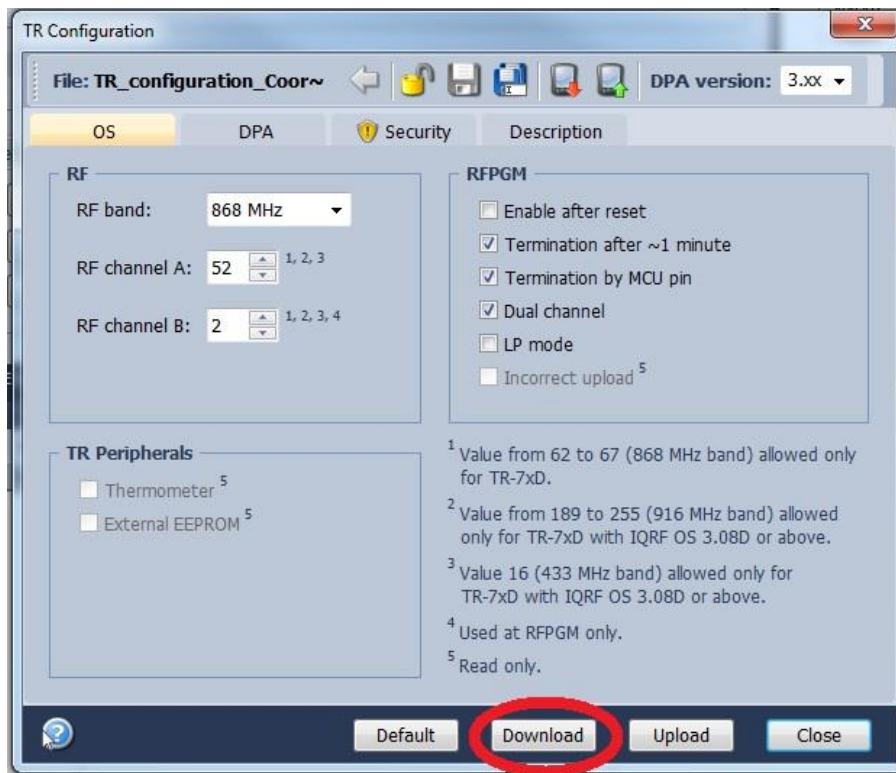 TR Configuration
File: TR_configuration_Coor~
DPA version: 3.xx
OS
DPA
Security
Description
RF
RF band: 868 MHz
RF channel A: 52 1, 2, 3
RF channel B: 2 1, 2, 3, 4
RFPGM
Enable after reset
Termination after ~1 minute
Termination by MCU pin
Dual channel
LP mode
Incorrect upload 5
TR Peripherals
Thermometer 5
External EEPROM 5
1 Value from 62 to 67 (868 MHz band) allowed only
for TR-7xD.
2 Value from 189 to 255 (916 MHz band) allowed
only for TR-7xD with IQRF OS 3.08D or above.
3 Value 16 (433 MHz band) allowed only for
TR-7xD with IQRF OS 3.08D or above.
4 Used at RFPGM only.
5 Read only.
Default
Download
Upload
Close